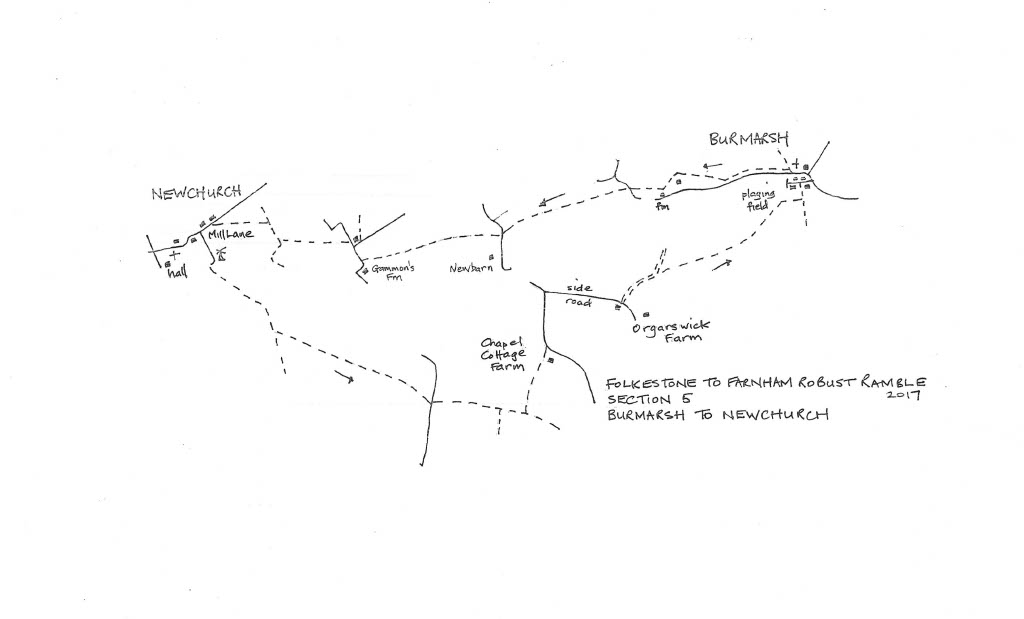 BURMARSH
NEWCHURCH
playing
field
fm
Mill Lane
hall
Gammon's
Fm
Newbarn
side
road
Orgarswick
Farm
Chapel
Cottage
Farm
FOLKESTONE TO FARNHAM ROBUST RAMBLE
2017
SECTION 5
BURMARSH TO NEWCHURCH